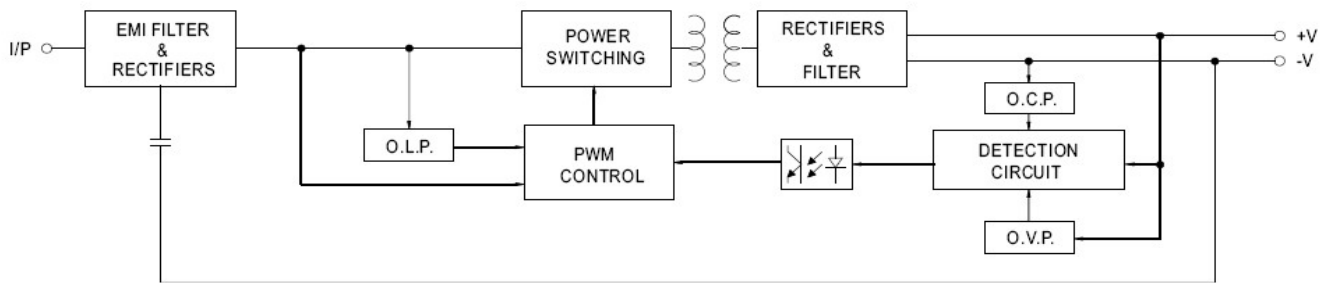 I/P
EMI FILTER
&
RECTIFIERS
POWER
SWITCHING
RECTIFIERS
&
FILTER
+V
-V
O.C.P.
O.L.P.
PWM
CONTROL
DETECTION
CIRCUIT
O.V.P.